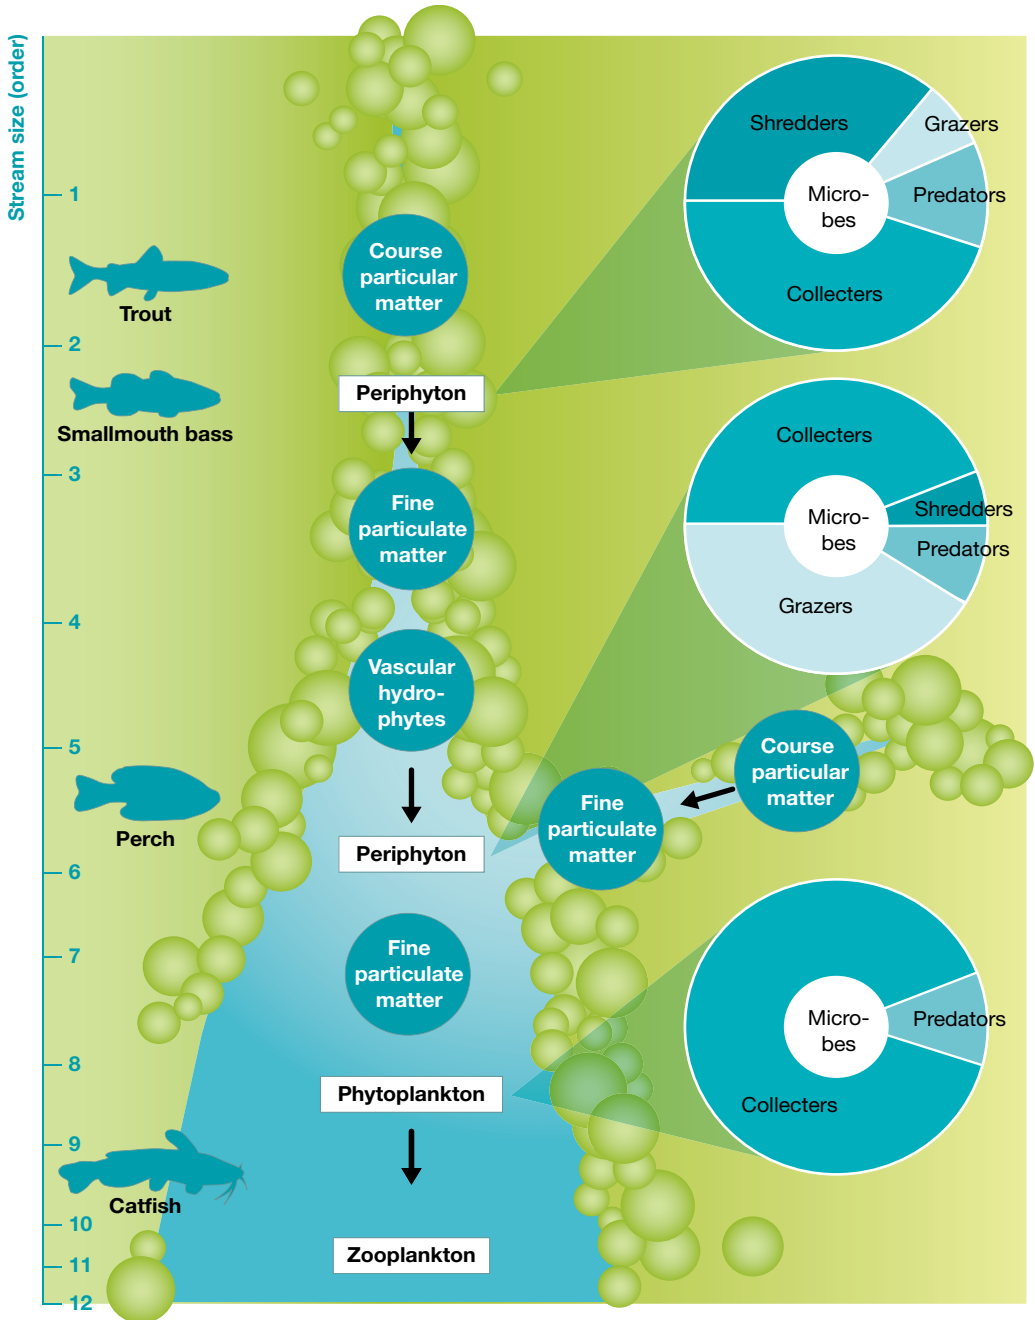 Stream size (order)
1
2
3
4
5
6
7
8
9
10
11
12
Trout
Smallmouth bass
Perch
Catfish
Course
particular
matter
Periphyton
Fine
particulate
matter
Vascular
hydro-
phytes
Periphyton
Fine
particulate
matter
Phytoplankton
Zooplankton
Fine
particulate
matter
Course
particular
matter
Shredders
Grazers
Predators
Collecters
Micro-
bes
Collecters
Shredders
Predators
Grazers
Micro-
bes
Predators
Collecters
Micro-
bes